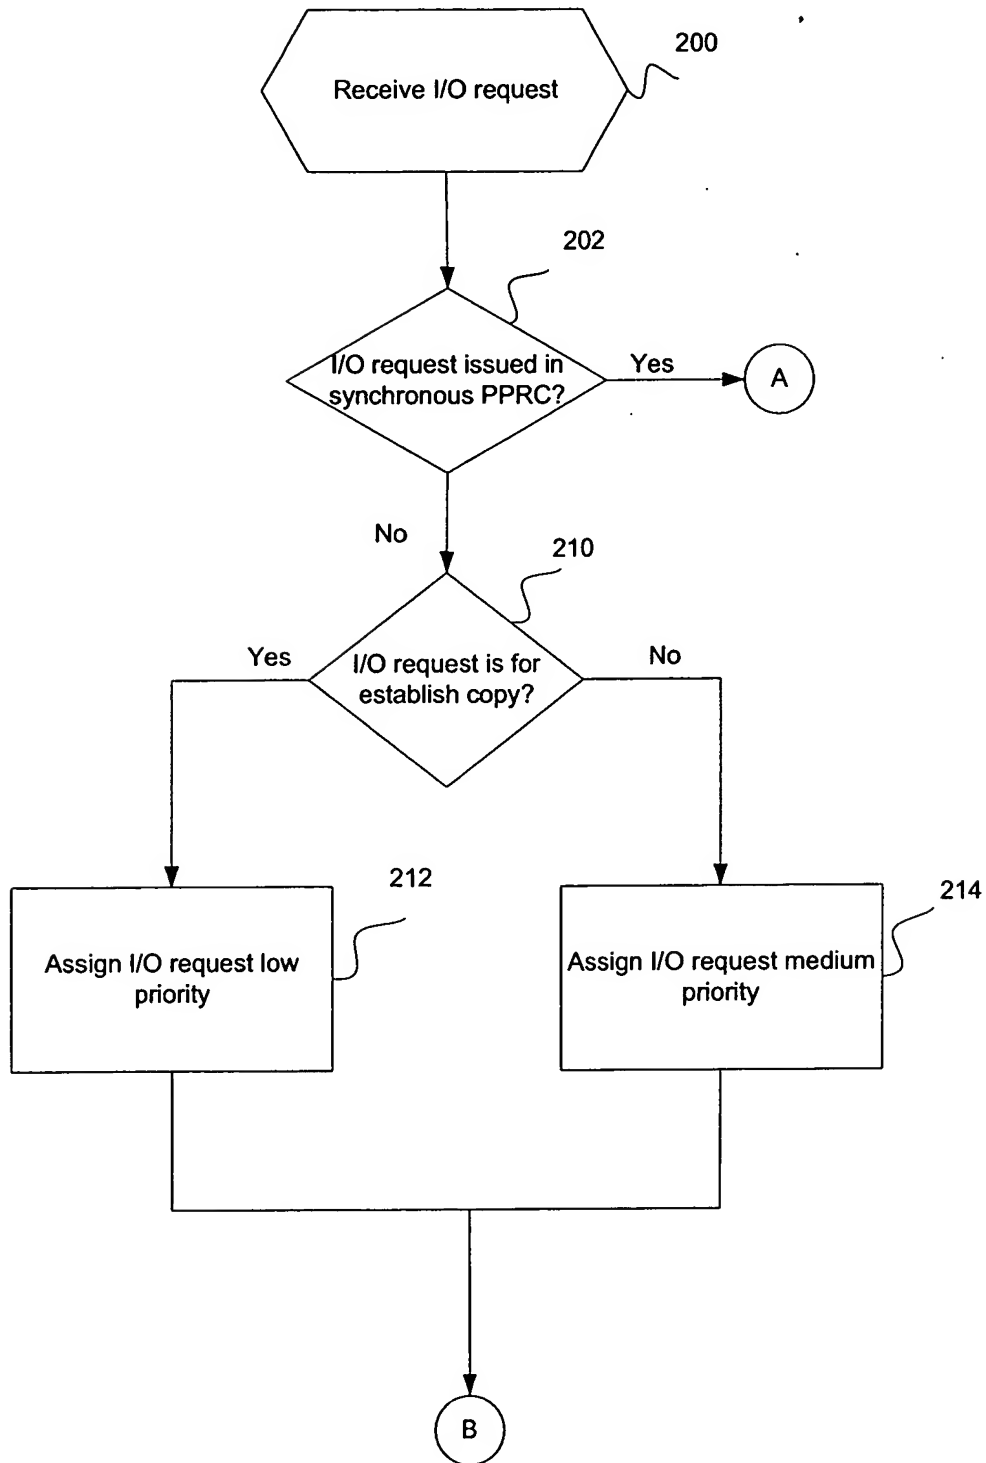 200
Receive I/O request
202
I/O request issued in
synchronous PPRC?
Yes
A
No
210
Yes
I/O request is for
establish copy?
No
212
214
Assign I/O request low
priority
Assign I/O request medium
priority
B